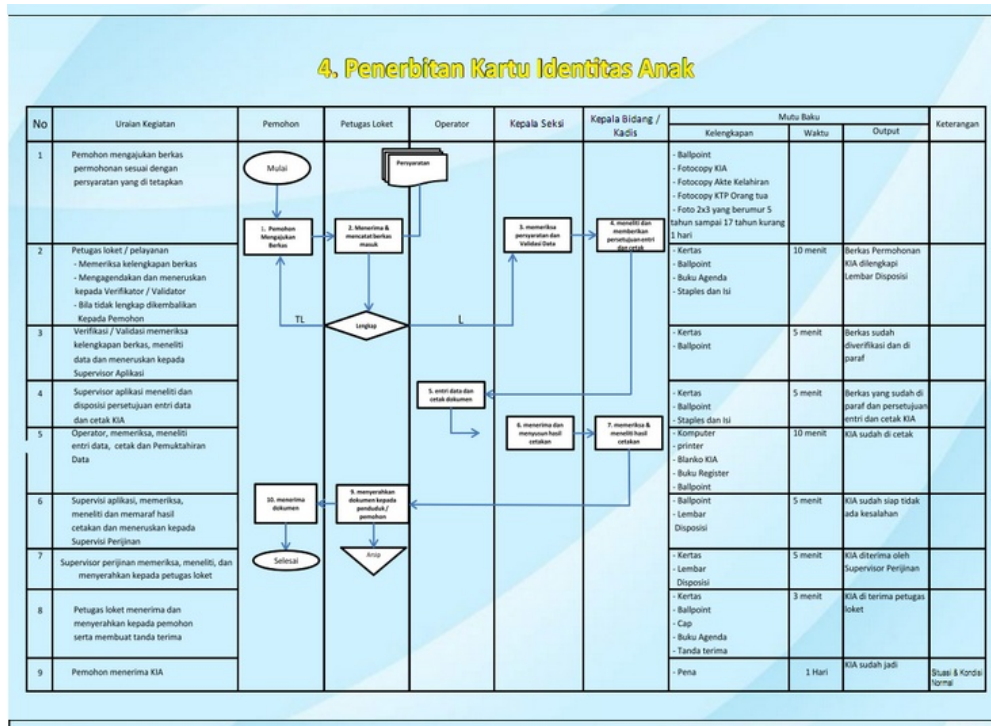 4. Penerbitan Kartu Identitas Anak
No
Uraian Kegiatan
Pemohon
Petugas Loket
Operator
Kepala Seksi
Kepala Bidang /
Kadis
Mutu Baku
Kelengkapan
Waktu
Output
Keterangan
1
Pemohon mengajukan berkas
permohonan sesuai dengan
persyaratan yang di tetapkan
Mulai
Persyaratan
1. Pemohon
Mengajukan
Berkas
2. Menerima &
mencatat berkas
masuk
3. memeriksa
persyaratan dan
Validasi Data
4. meneliti dan
memberikan
persetujuan entri
dan cetak
- Ballpoint
- Fotocopy KIA
- Fotocopy Akte Kelahiran
- Fotocopy KTP Orang tua
- Foto 2x3 yang berumur 5
tahun sampai 17 tahun kurang
1 hari
2
Petugas loket / pelayanan
- Memeriksa kelengkapan berkas
- Mengagendakan dan meneruskan
kepada Verifikator / Validator
- Bila tidak lengkap dikembalikan
Kepada Pemohon
TL
Lengkap
L
- Kertas
- Ballpoint
- Buku Agenda
- Staples dan Isi
10 menit
Berkas Permohonan
KIA dilengkapi
Lembar Disposisi
3
Verifikasi / Validasi memeriksa
kelengkapan berkas, meneliti
data dan meneruskan kepada
Supervisor Aplikasi
- Kertas
- Ballpoint
5 menit
Berkas sudah
diverifikasi dan di
paraf
4
Supervisor aplikasi meneliti dan
disposisi persetujuan entri data
dan cetak KIA
5. entri data dan
cetak dokumen
- Kertas
- Ballpoint
- Staples dan Isi
5 menit
Berkas yang sudah di
paraf dan persetujuan
entri dan cetak KIA
5
Operator, memeriksa, meneliti
entri data, cetak dan Pemuktahiran
Data
6. menerima dan
menyusun hasil
cetakan
7. memeriksa &
meneliti hasil
cetakan
- Komputer
- printer
- Blanko KIA
- Buku Register
- Ballpoint
10 menit
KIA sudah di cetak
6
Supervisi aplikasi, memeriksa,
meneliti dan memaraf hasil
cetakan dan meneruskan kepada
Supervisi Perijinan
10. menerima
dokumen
9. menyerahkan
dokumen kepada
penduduk /
pemohon
- Ballpoint
- Lembar
Disposisi
5 menit
KIA sudah siap tidak
ada kesalahan
7
Supervisor perijinan memeriksa, meneliti, dan
menyerahkan kepada petugas loket
Selesai
- Kertas
- Lembar
Disposisi
5 menit
KIA diterima oleh
Supervisor Perijinan
8
Petugas loket menerima dan
menyerahkan kepada pemohon
serta membuat tanda terima
- Kertas
- Ballpoint
- Cap
- Buku Agenda
- Tanda terima
3 menit
KIA di terima petugas
loket
9
Pemohon menerima KIA
- Pena
1 Hari
KIA sudah jadi
Situasi & Kondisi
Normal